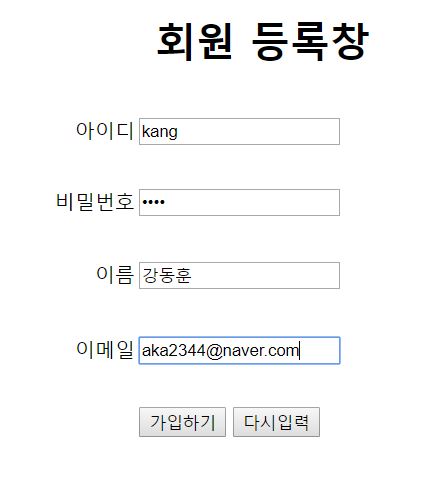 회원 등록창
아이디 kang
비밀번호 ••••
이름 강동훈
이메일 aka2344@naver.com
가입하기 다시입력